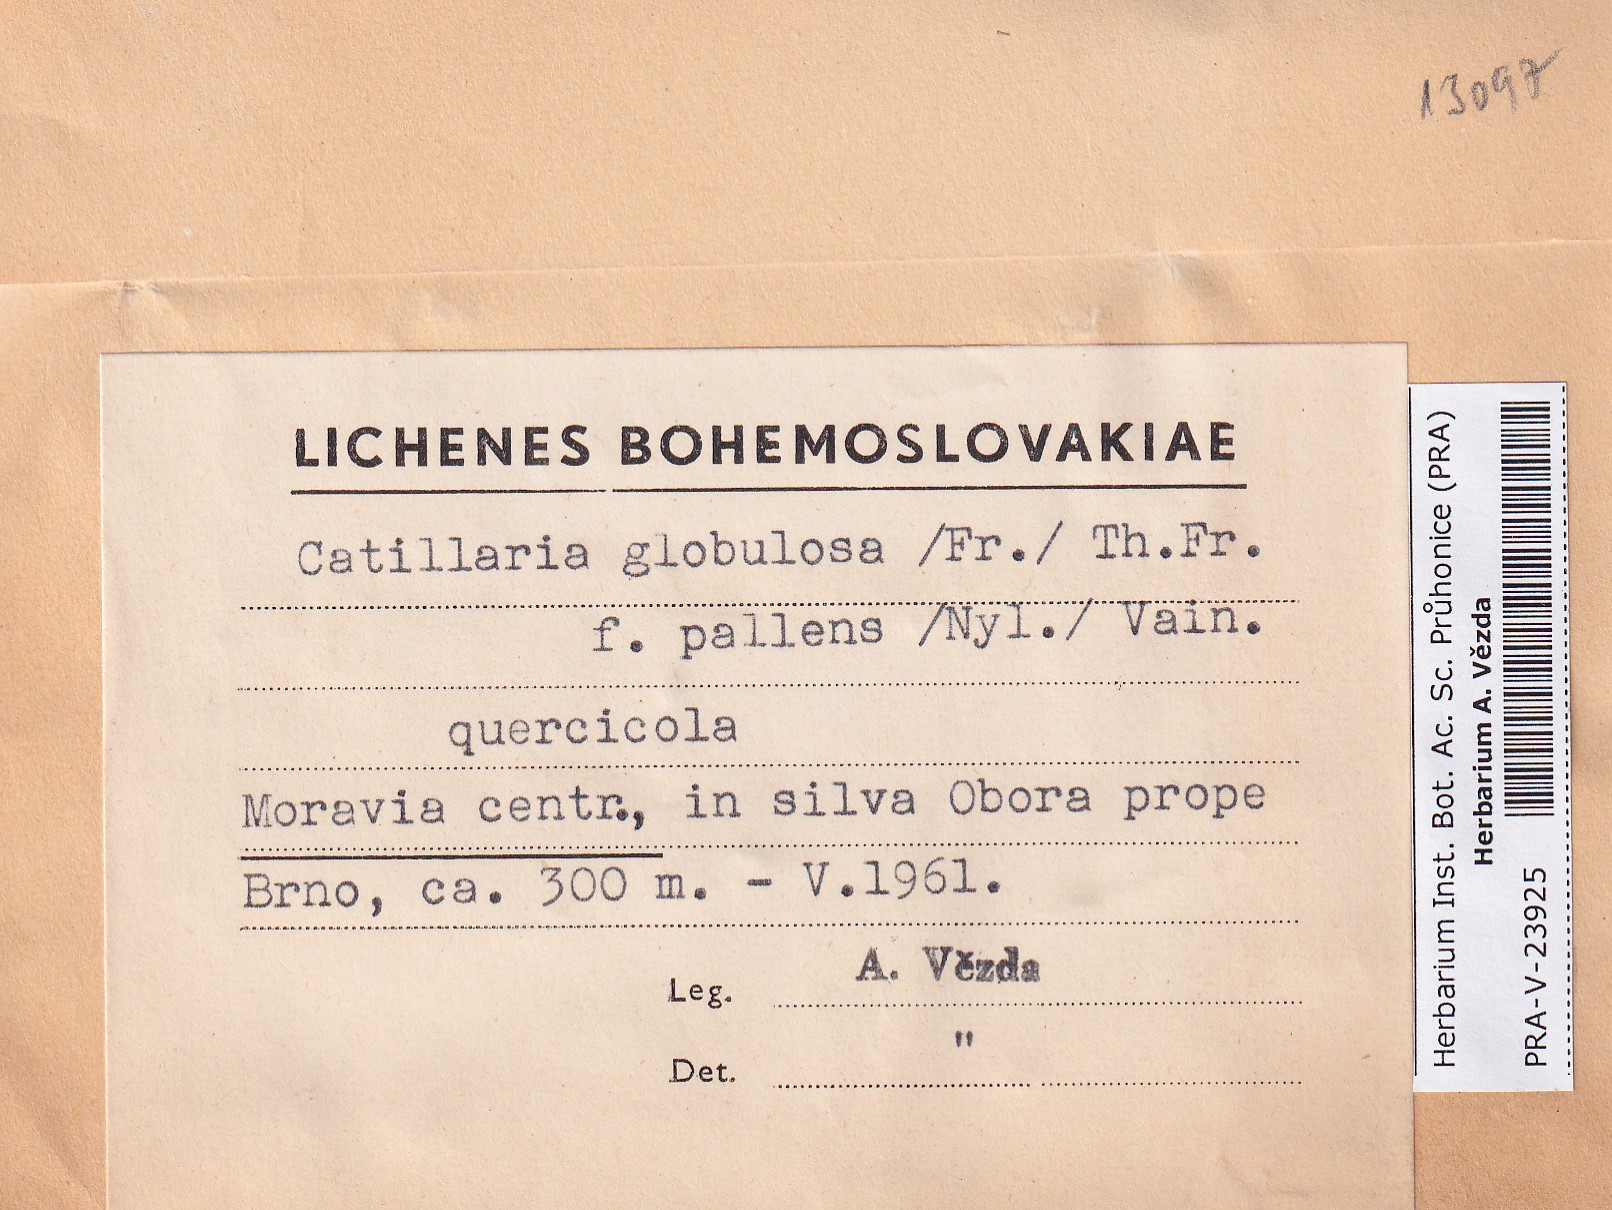 13097
LICHENES BOHEMOSLOVAKIAE
Catillaria globulosa /Fr./ Th.Fr.
f. pallens /Nyl./ Vain.
quercicola
Moravia centr., in silva Obora prope
Brno, ca. 300 m. - V.1961.
Leg. A. Vězda
Det. "
Herbarium Inst. Bot. Ac. Sc. Průhonice (PRA)
Herbarium A. Vězda
PRA-V-23925